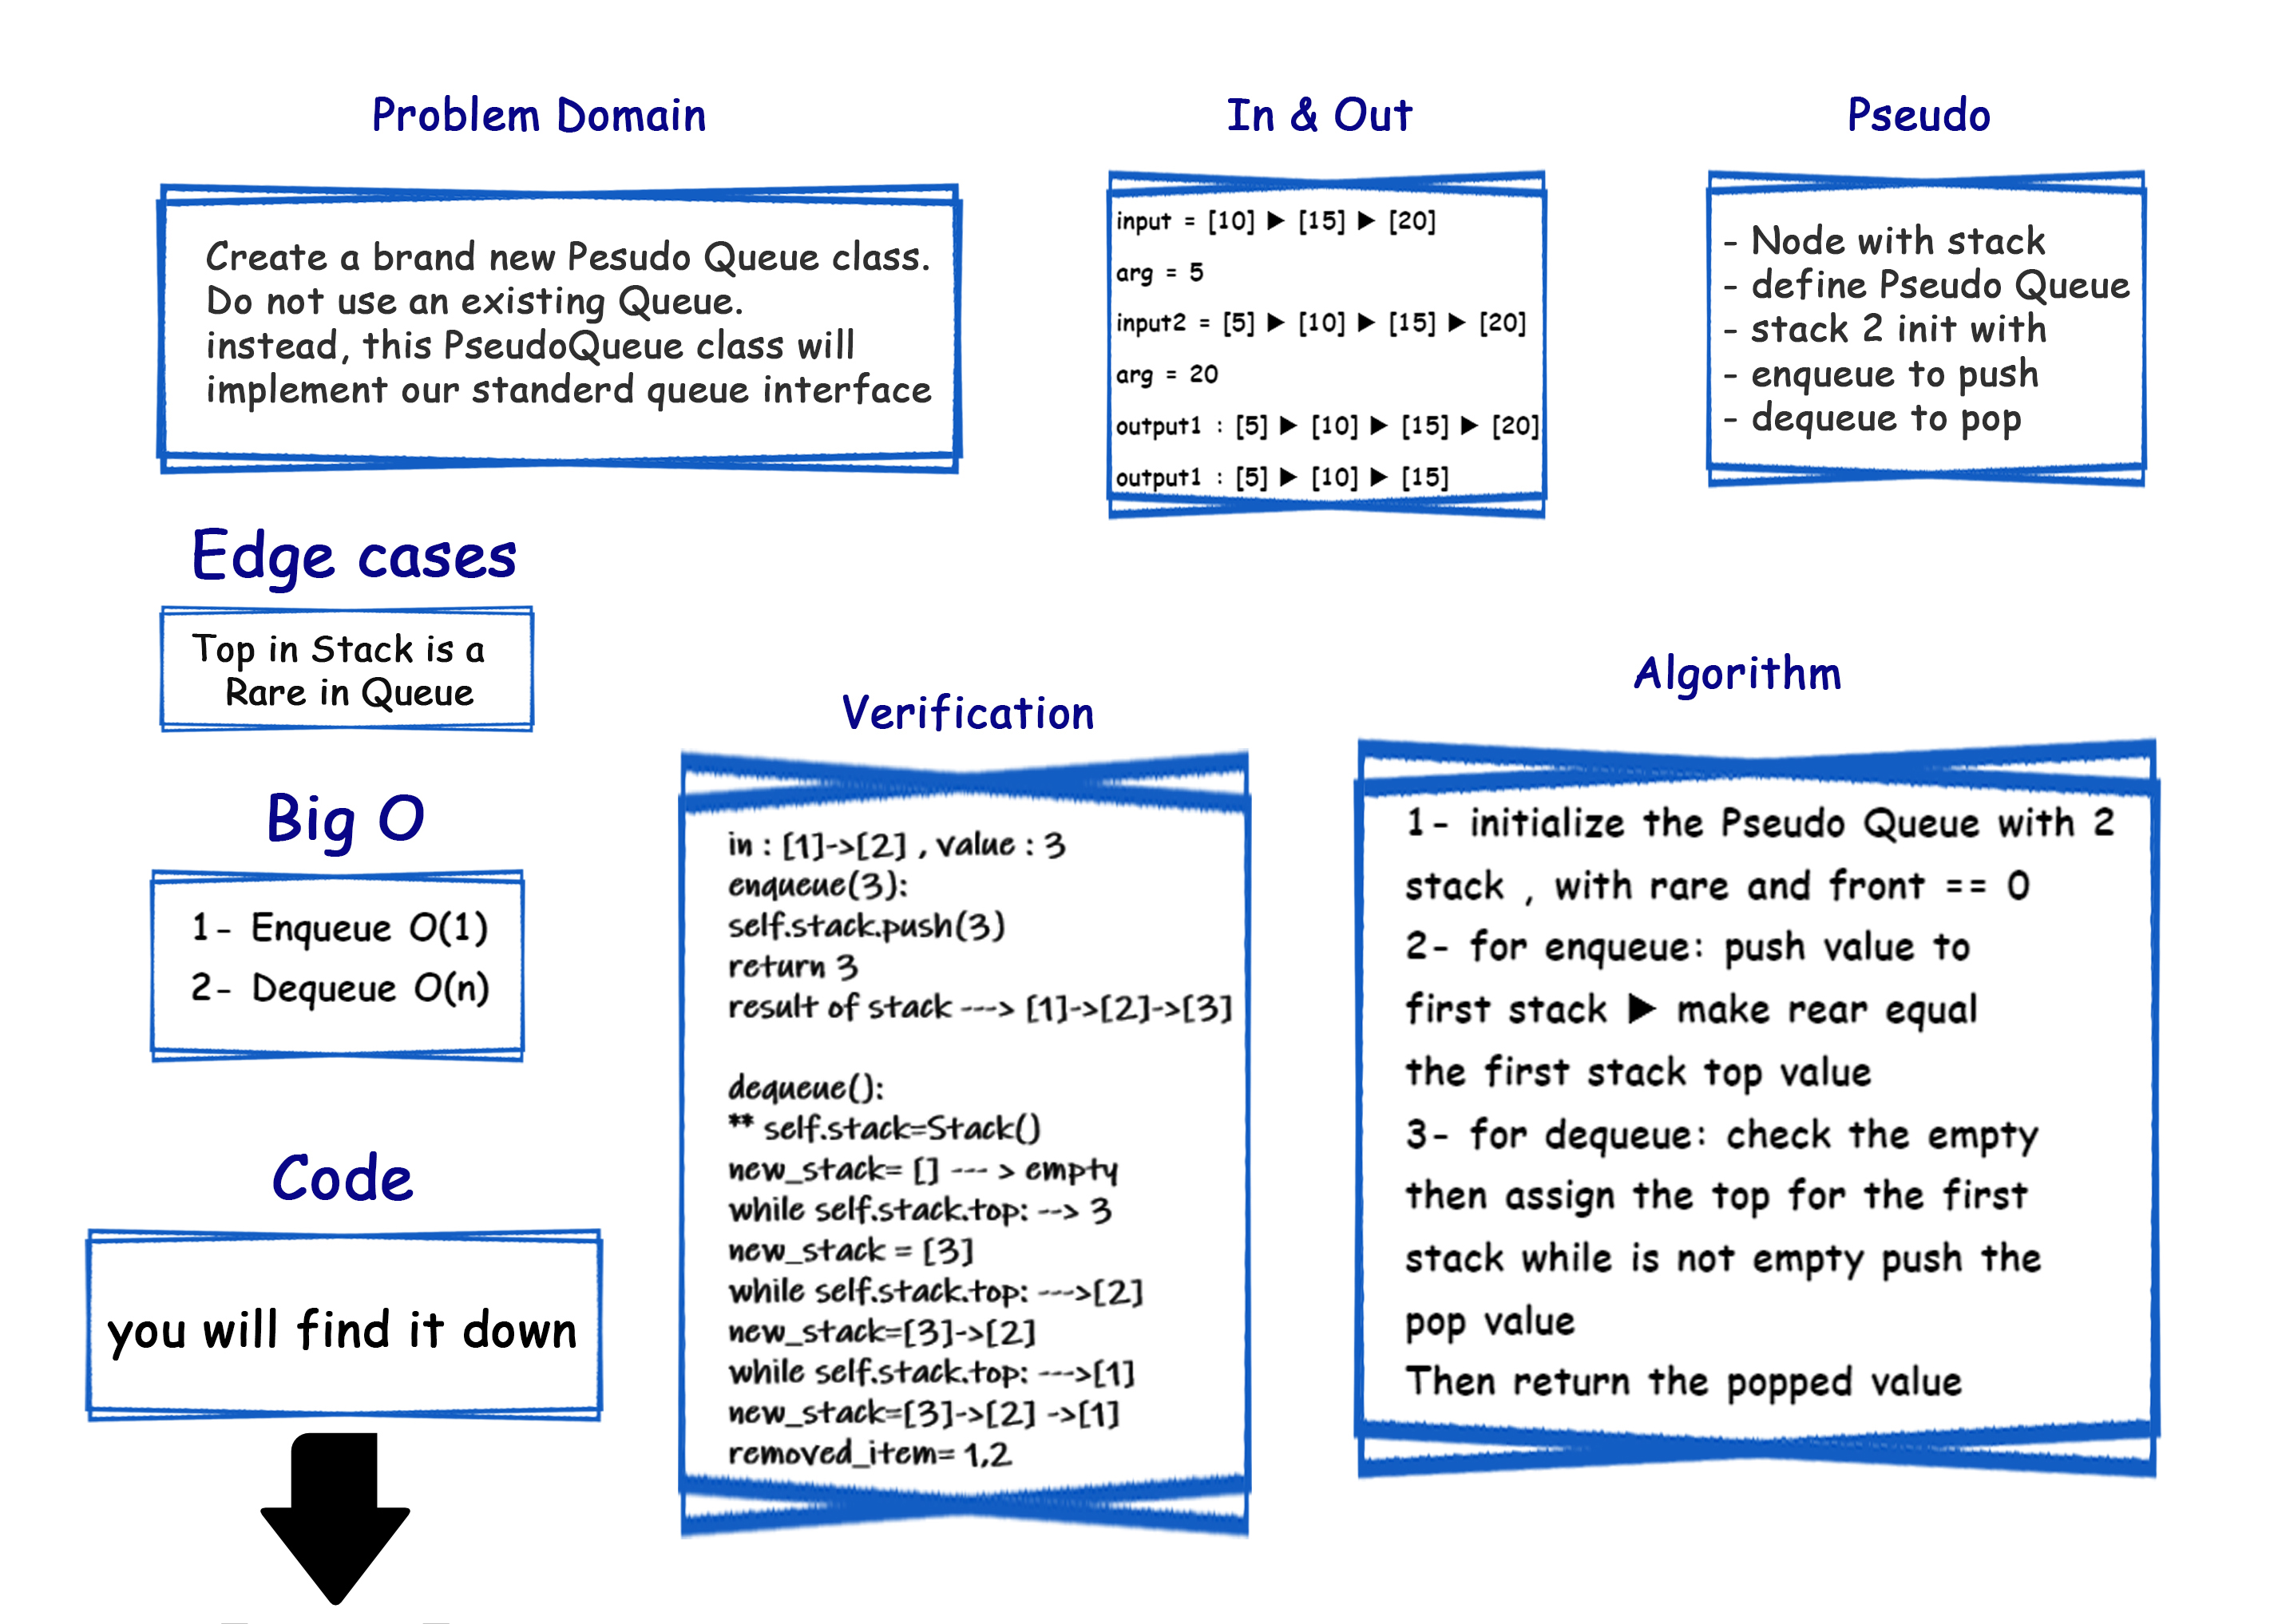 Problem Domain
Create a brand new Pesudo Queue class.
Do not use an existing Queue.
instead, this PseudoQueue class will
implement our standerd queue interface
In & Out
input = [10] ▶ [15] ▶ [20]
arg = 5
input2 = [5] ▶ [10] ▶ [15] ▶ [20]
arg = 20
output1 : [5] ▶ [10] ▶ [15] ▶ [20]
output1 : [5] ▶ [10] ▶ [15]
Pseudo
- Node with stack
- define Pseudo Queue
- stack 2 init with
- enqueue to push
- dequeue to pop
Edge cases
Top in Stack is a
Rare in Queue
Big O
1- Enqueue O(1)
2- Dequeue O(n)
Code
you will find it down
Verification
in : [1]->[2] , value : 3
enqueue(3):
self.stack.push(3)
return 3
result of stack ---> [1]->[2]->[3]
dequeue():
** self.stack=Stack()
new_stack= [] --- > empty
while self.stack.top: --> 3
new_stack = [3]
while self.stack.top: --->[2]
new_stack=[3]->[2]
while self.stack.top: --->[1]
new_stack=[3]->[2] ->[1]
removed_item= 1,2
Algorithm
1- initialize the Pseudo Queue with 2
stack , with rare and front == 0
2- for enqueue: push value to
first stack ▶ make rear equal
the first stack top value
3- for dequeue: check the empty
then assign the top for the first
stack while is not empty push the
pop value
Then return the popped value